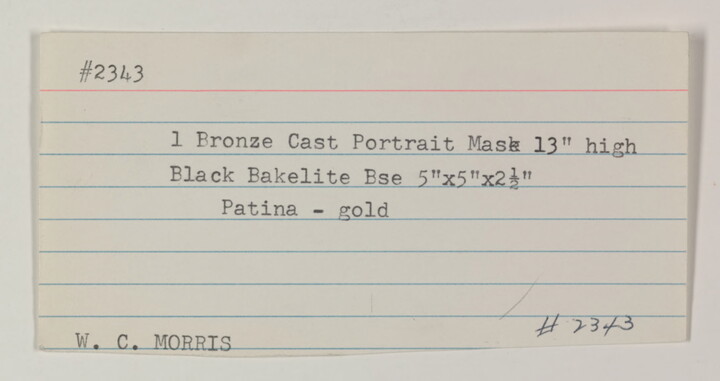 #2343
1 Bronze Cast Portrait Mask 13" high
Black Bakelite Bse 5"x5"x2½"
Patina - gold
# 2343
W. C. MORRIS